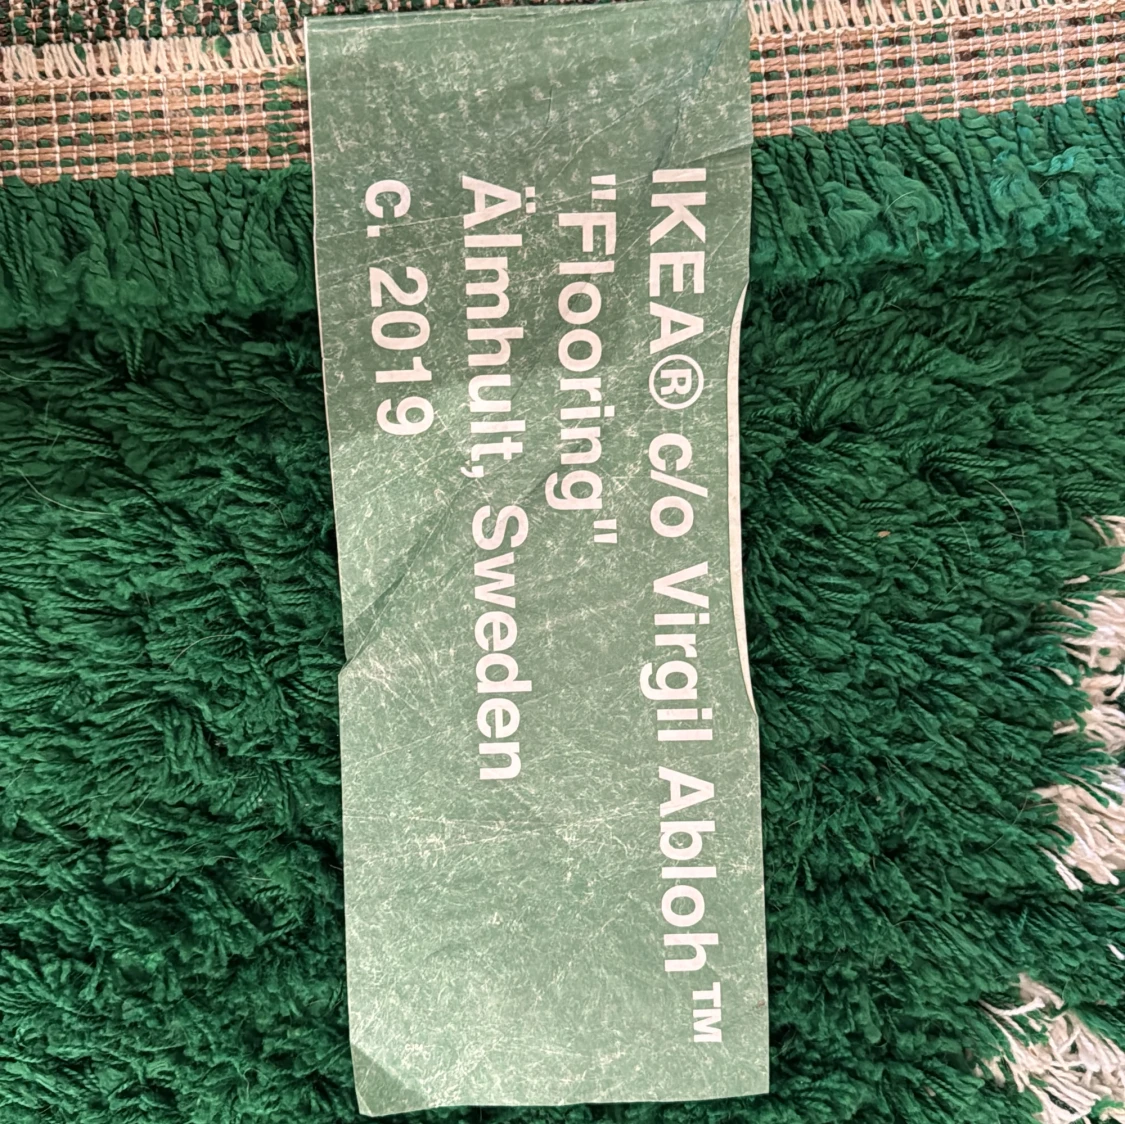 IKEA® c/o Virgil Abloh™
"Flooring"
Älmhult, Sweden
c. 2019